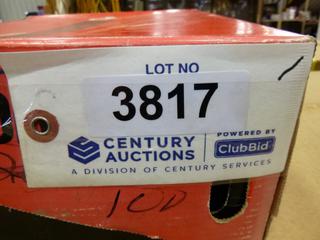 LOT NO
3817
CENTURY
AUCTIONS
POWERED BY
ClubBid
A DIVISION OF CENTURY SERVICES
100